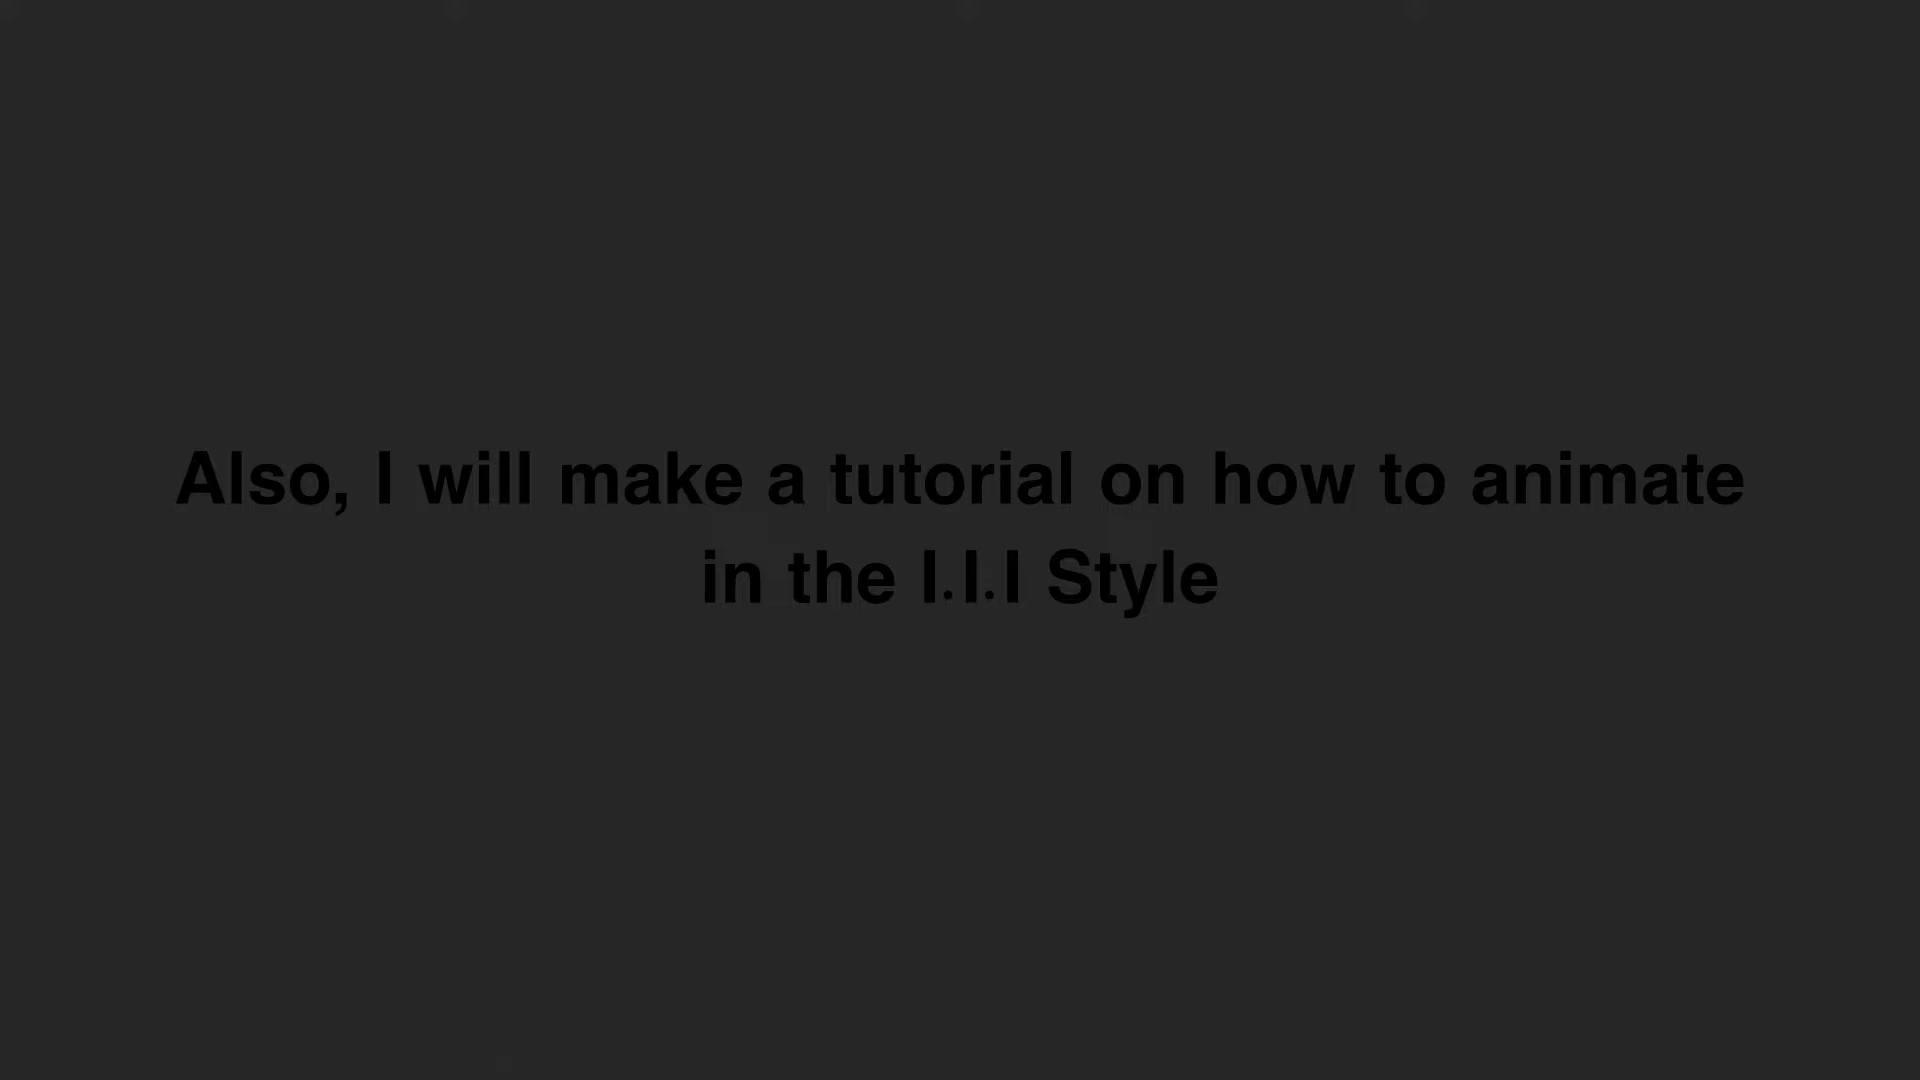 Also, I will make a tutorial on how to animate
in the I.I.I Style